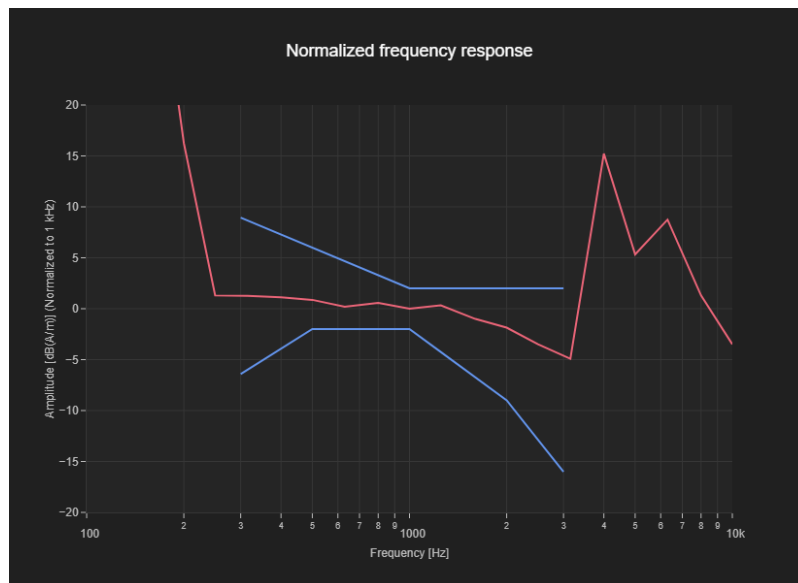 Normalized frequency response
Amplitude [dB(A/m)] (Normalized to 1 kHz)
20
15
10
5
0
−5
−10
−15
−20
100 2 3 4 5 6 7 8 9 1000 2 3 4 5 6 7 8 9 10k
Frequency [Hz]